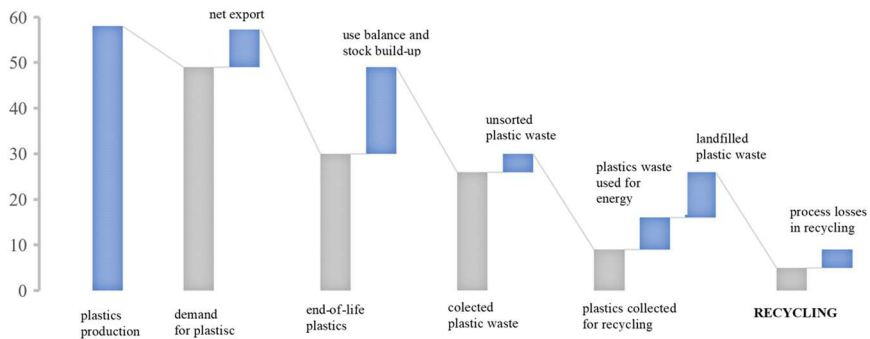 60
50
40
30
20
10
0
net export
use balance and
stock build-up
unsorted
plastic waste
plastics waste
used for
energy
landfilled
plastic waste
process losses
in recycling
plastics
production
demand
for plastisc
end-of-life
plastics
colected
plastic waste
plastics collected
for recycling
RECYCLING